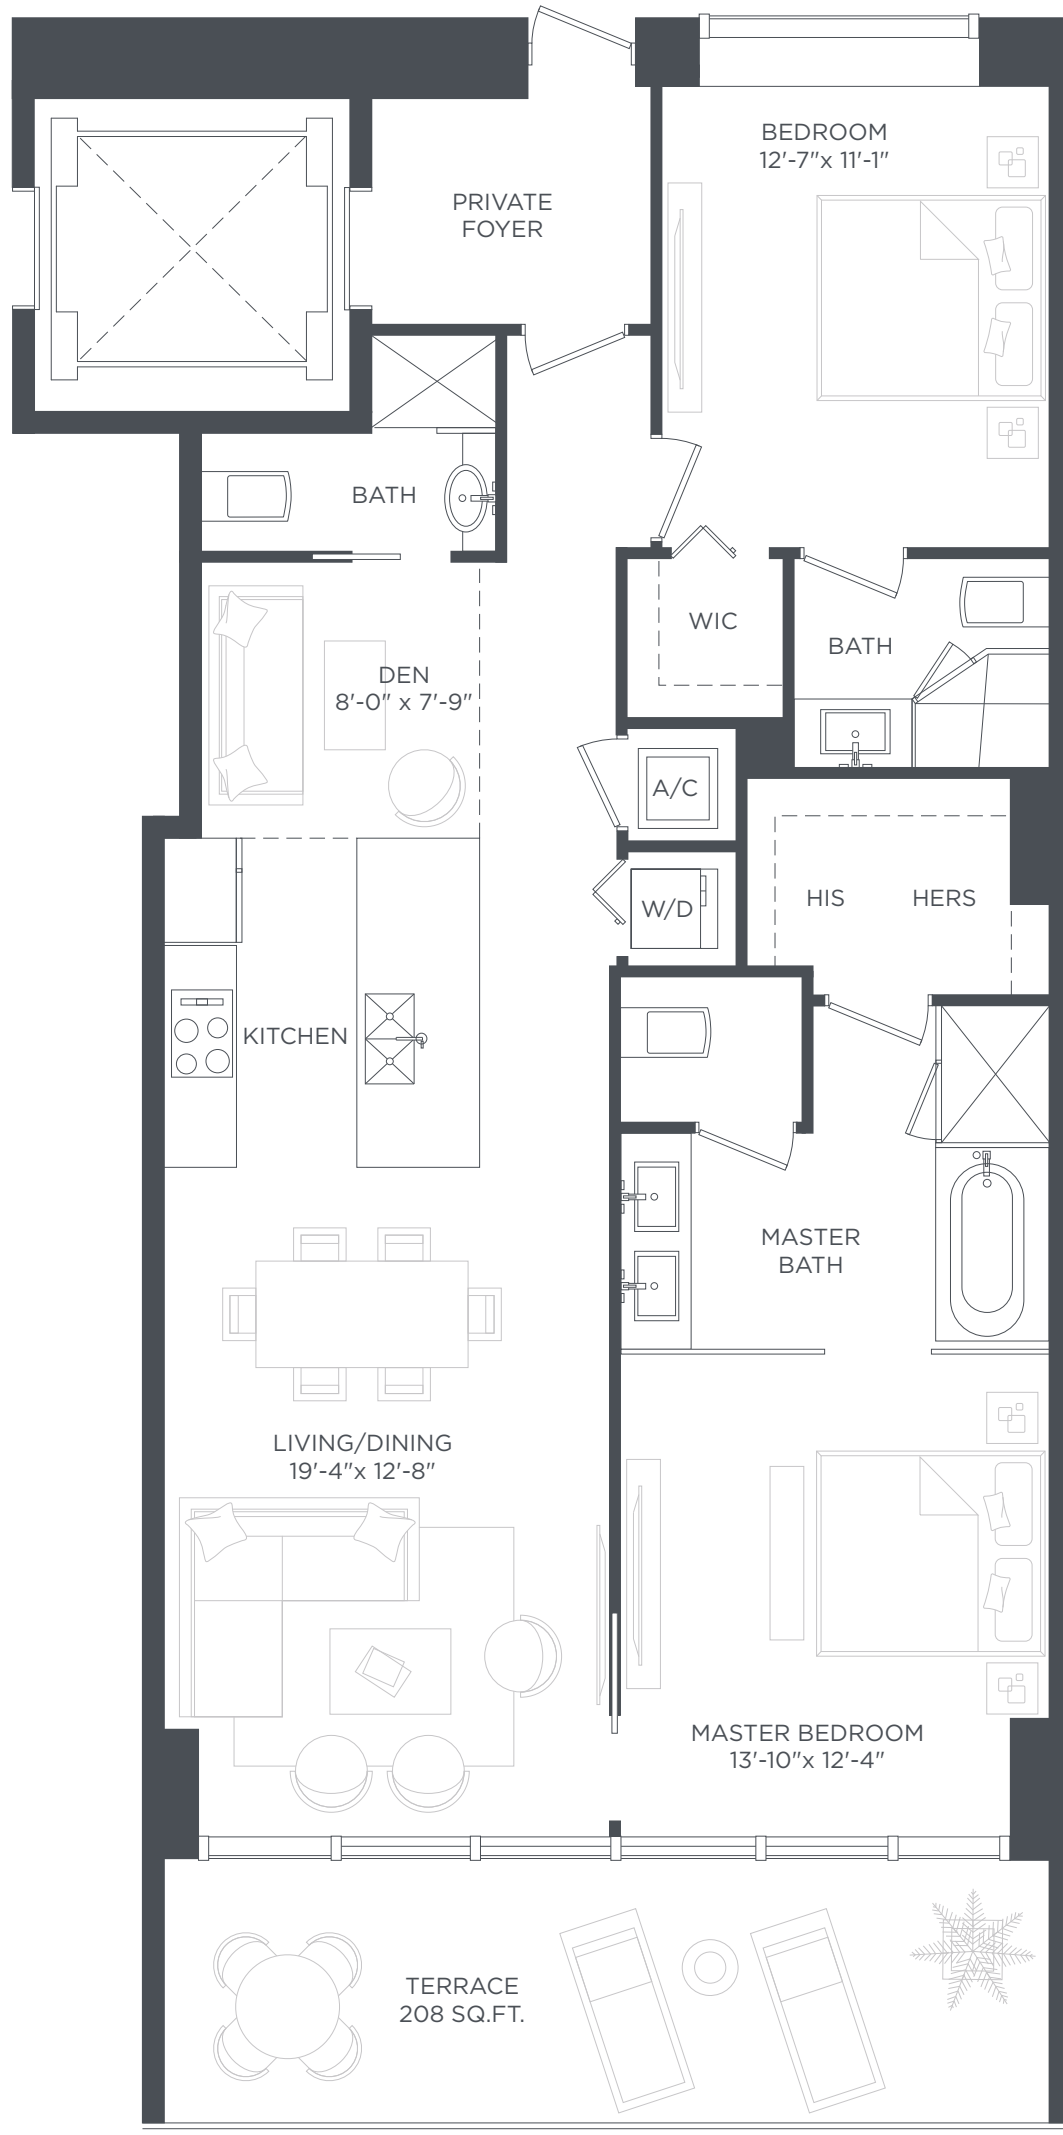 BEDROOM
12'-7"x 11'-1"
PRIVATE
FOYER
BATH
WIC
BATH
DEN
8'-0" x 7'-9"
A/C
HIS HERS
W/D
KITCHEN
MASTER
BATH
LIVING/DINING
19'-4"x 12'-8"
MASTER BEDROOM
13'-10"x 12'-4"
TERRACE
208 SQ.FT.